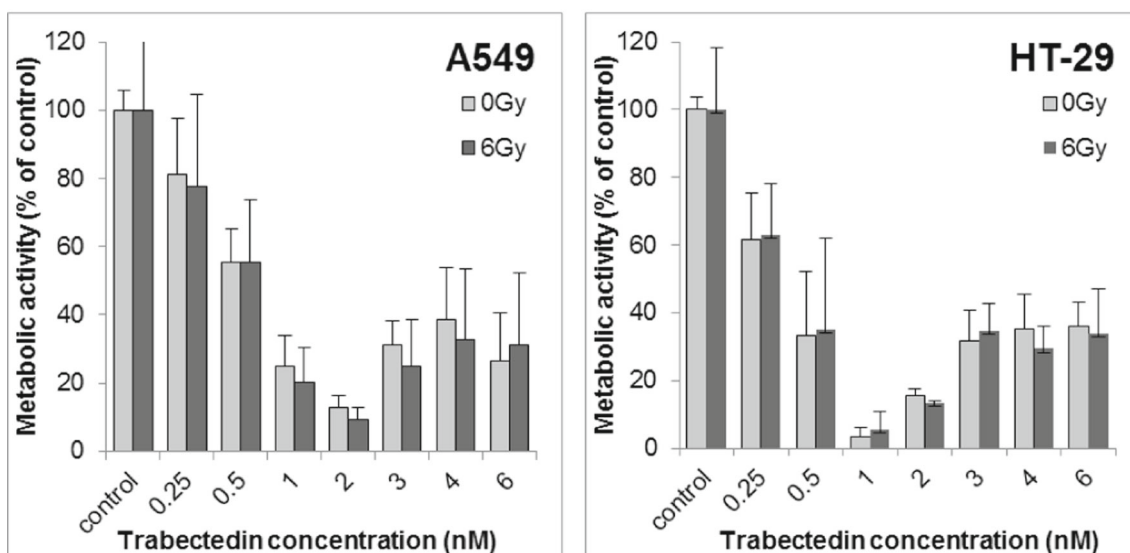 A549
0Gy
6Gy
Metabolic activity (% of control)
120
100
80
60
40
20
0
control
0.25
0.5
1
2
3
4
6
Trabectedin concentration (nM)
HT-29
0Gy
6Gy
Metabolic activity (% of control)
120
100
80
60
40
20
0
control
0.25
0.5
1
2
3
4
6
Trabectedin concentration (nM)